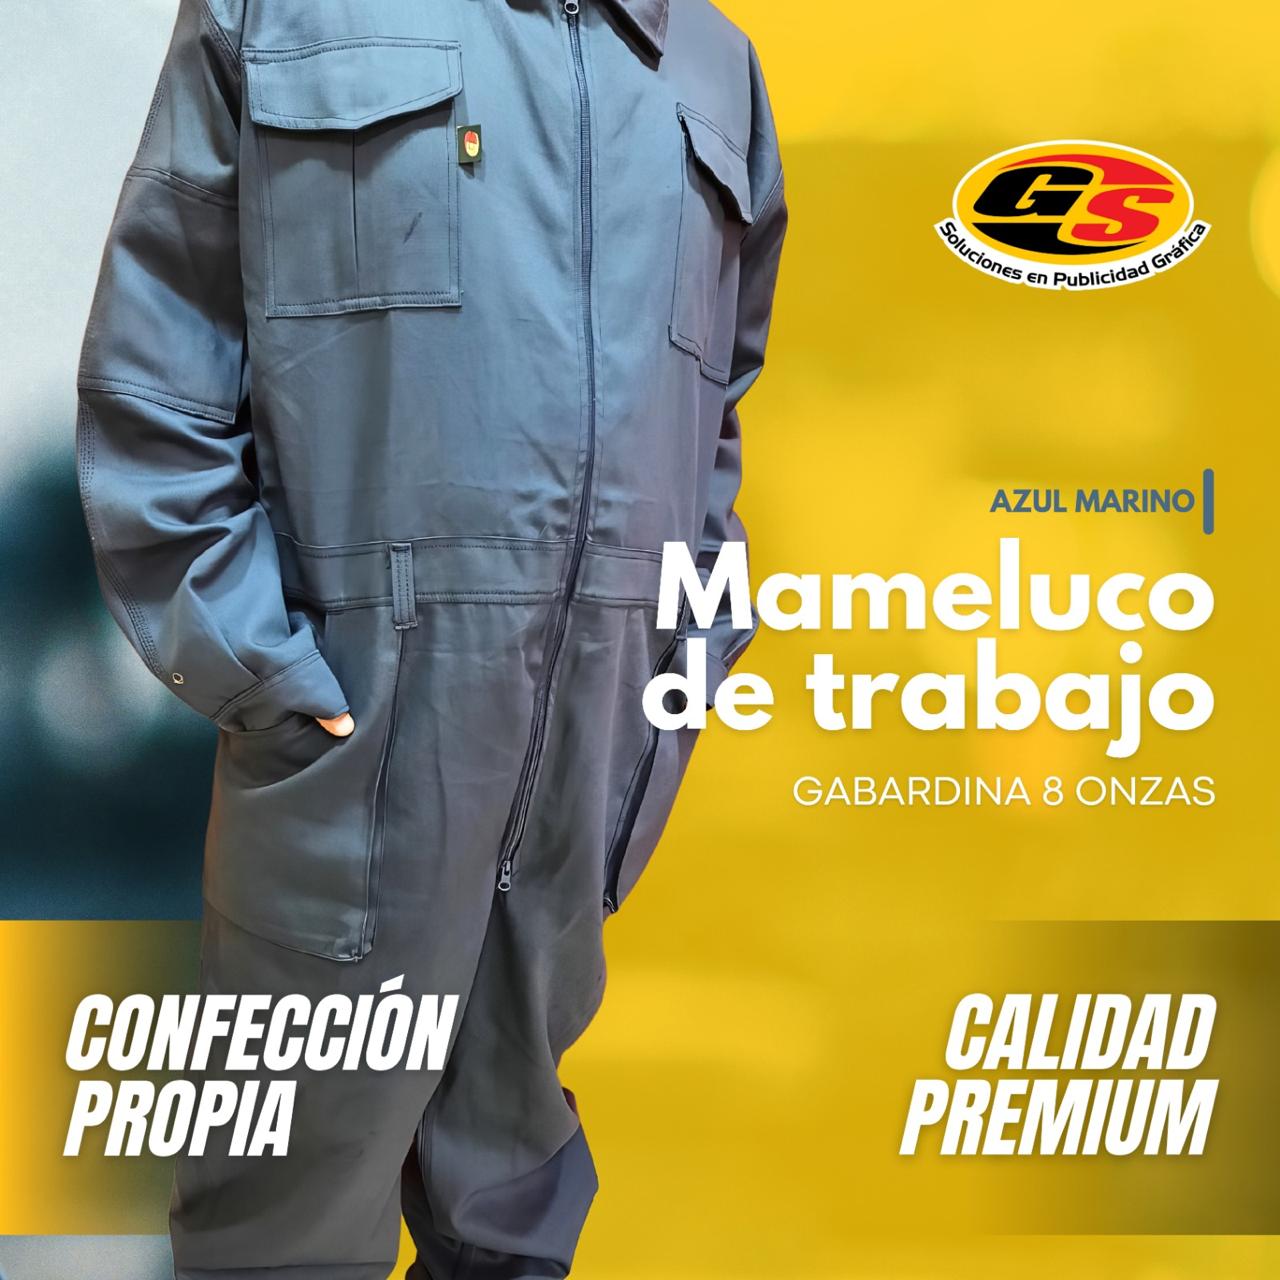 GS
Soluciones en Publicidad Gráfica
AZUL MARINO
Mameluco
de trabajo
GABARDINA 8 ONZAS
CONFECCIÓN
PROPIA
CALIDAD
PREMIUM